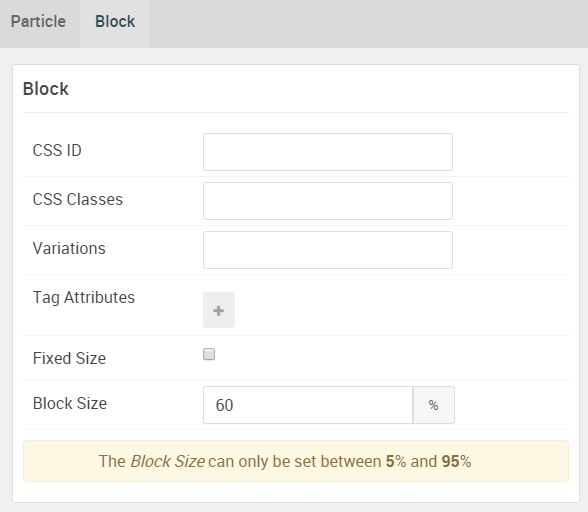 Particle Block
Block
CSS ID
CSS Classes
Variations
Tag Attributes
+
Fixed Size
Block Size 60 %
The Block Size can only be set between 5% and 95%